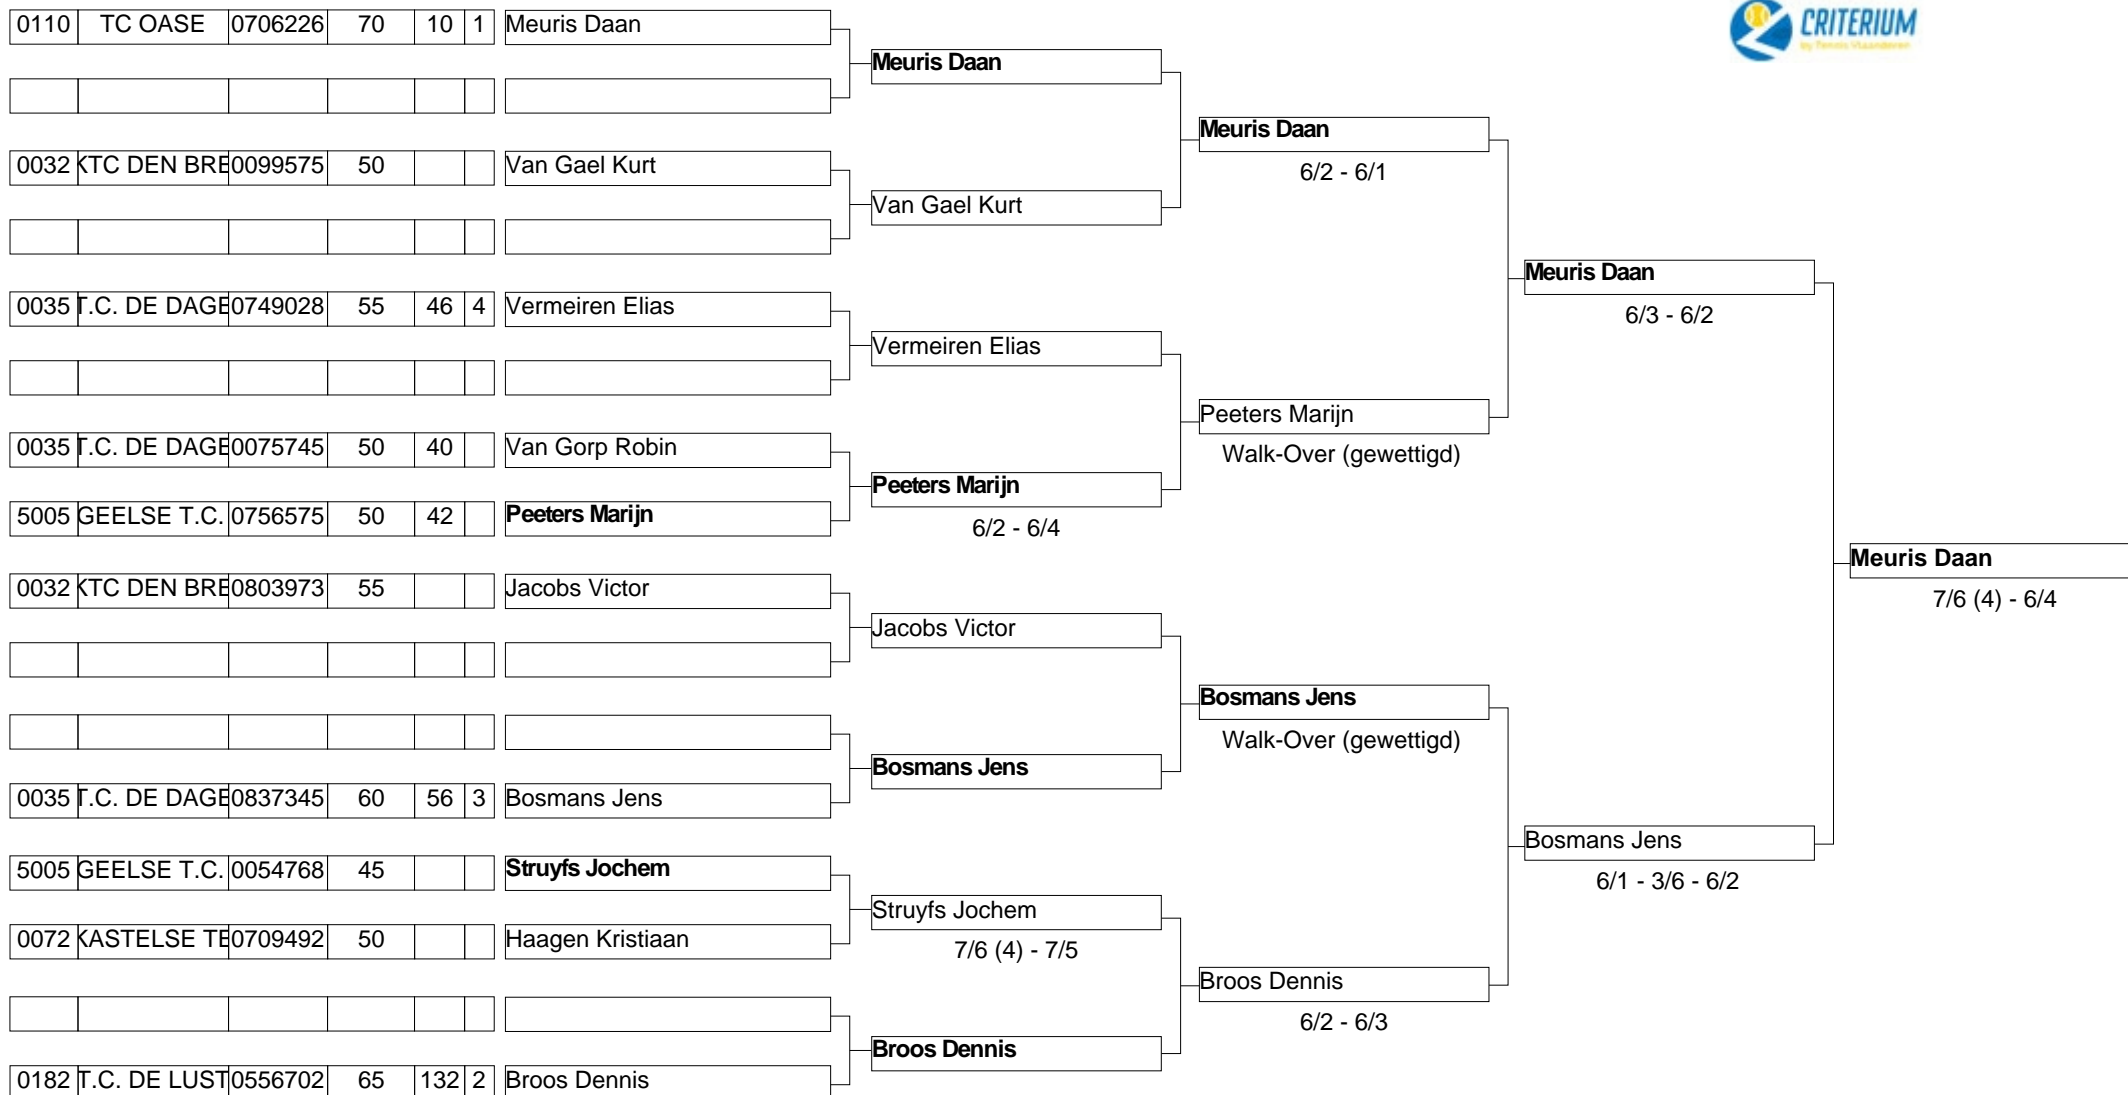 CRITERIUM
by Tennis Vlaanderen
0110 TC OASE 0706226 70 10 1 Meuris Daan
Meuris Daan
Meuris Daan
6/2 - 6/1
0032 KTC DEN BRE 0099575 50 Van Gael Kurt
Van Gael Kurt
Meuris Daan
6/3 - 6/2
0035 T.C. DE DAGE 0749028 55 46 4 Vermeiren Elias
Vermeiren Elias
Peeters Marijn
Walk-Over (gewettigd)
0035 T.C. DE DAGE 0075745 50 40 Van Gorp Robin
Peeters Marijn
6/2 - 6/4
5005 GEELSE T.C. 0756575 50 42 Peeters Marijn
Meuris Daan
7/6 (4) - 6/4
0032 KTC DEN BRE 0803973 55 Jacobs Victor
Jacobs Victor
Bosmans Jens
Walk-Over (gewettigd)
Bosmans Jens
0035 T.C. DE DAGE 0837345 60 56 3 Bosmans Jens
Bosmans Jens
6/1 - 3/6 - 6/2
5005 GEELSE T.C. 0054768 45 Struyfs Jochem
Struyfs Jochem
7/6 (4) - 7/5
0072 KASTELSE TE 0709492 50 Haagen Kristiaan
Broos Dennis
6/2 - 6/3
Broos Dennis
0182 T.C. DE LUST 0556702 65 132 2 Broos Dennis